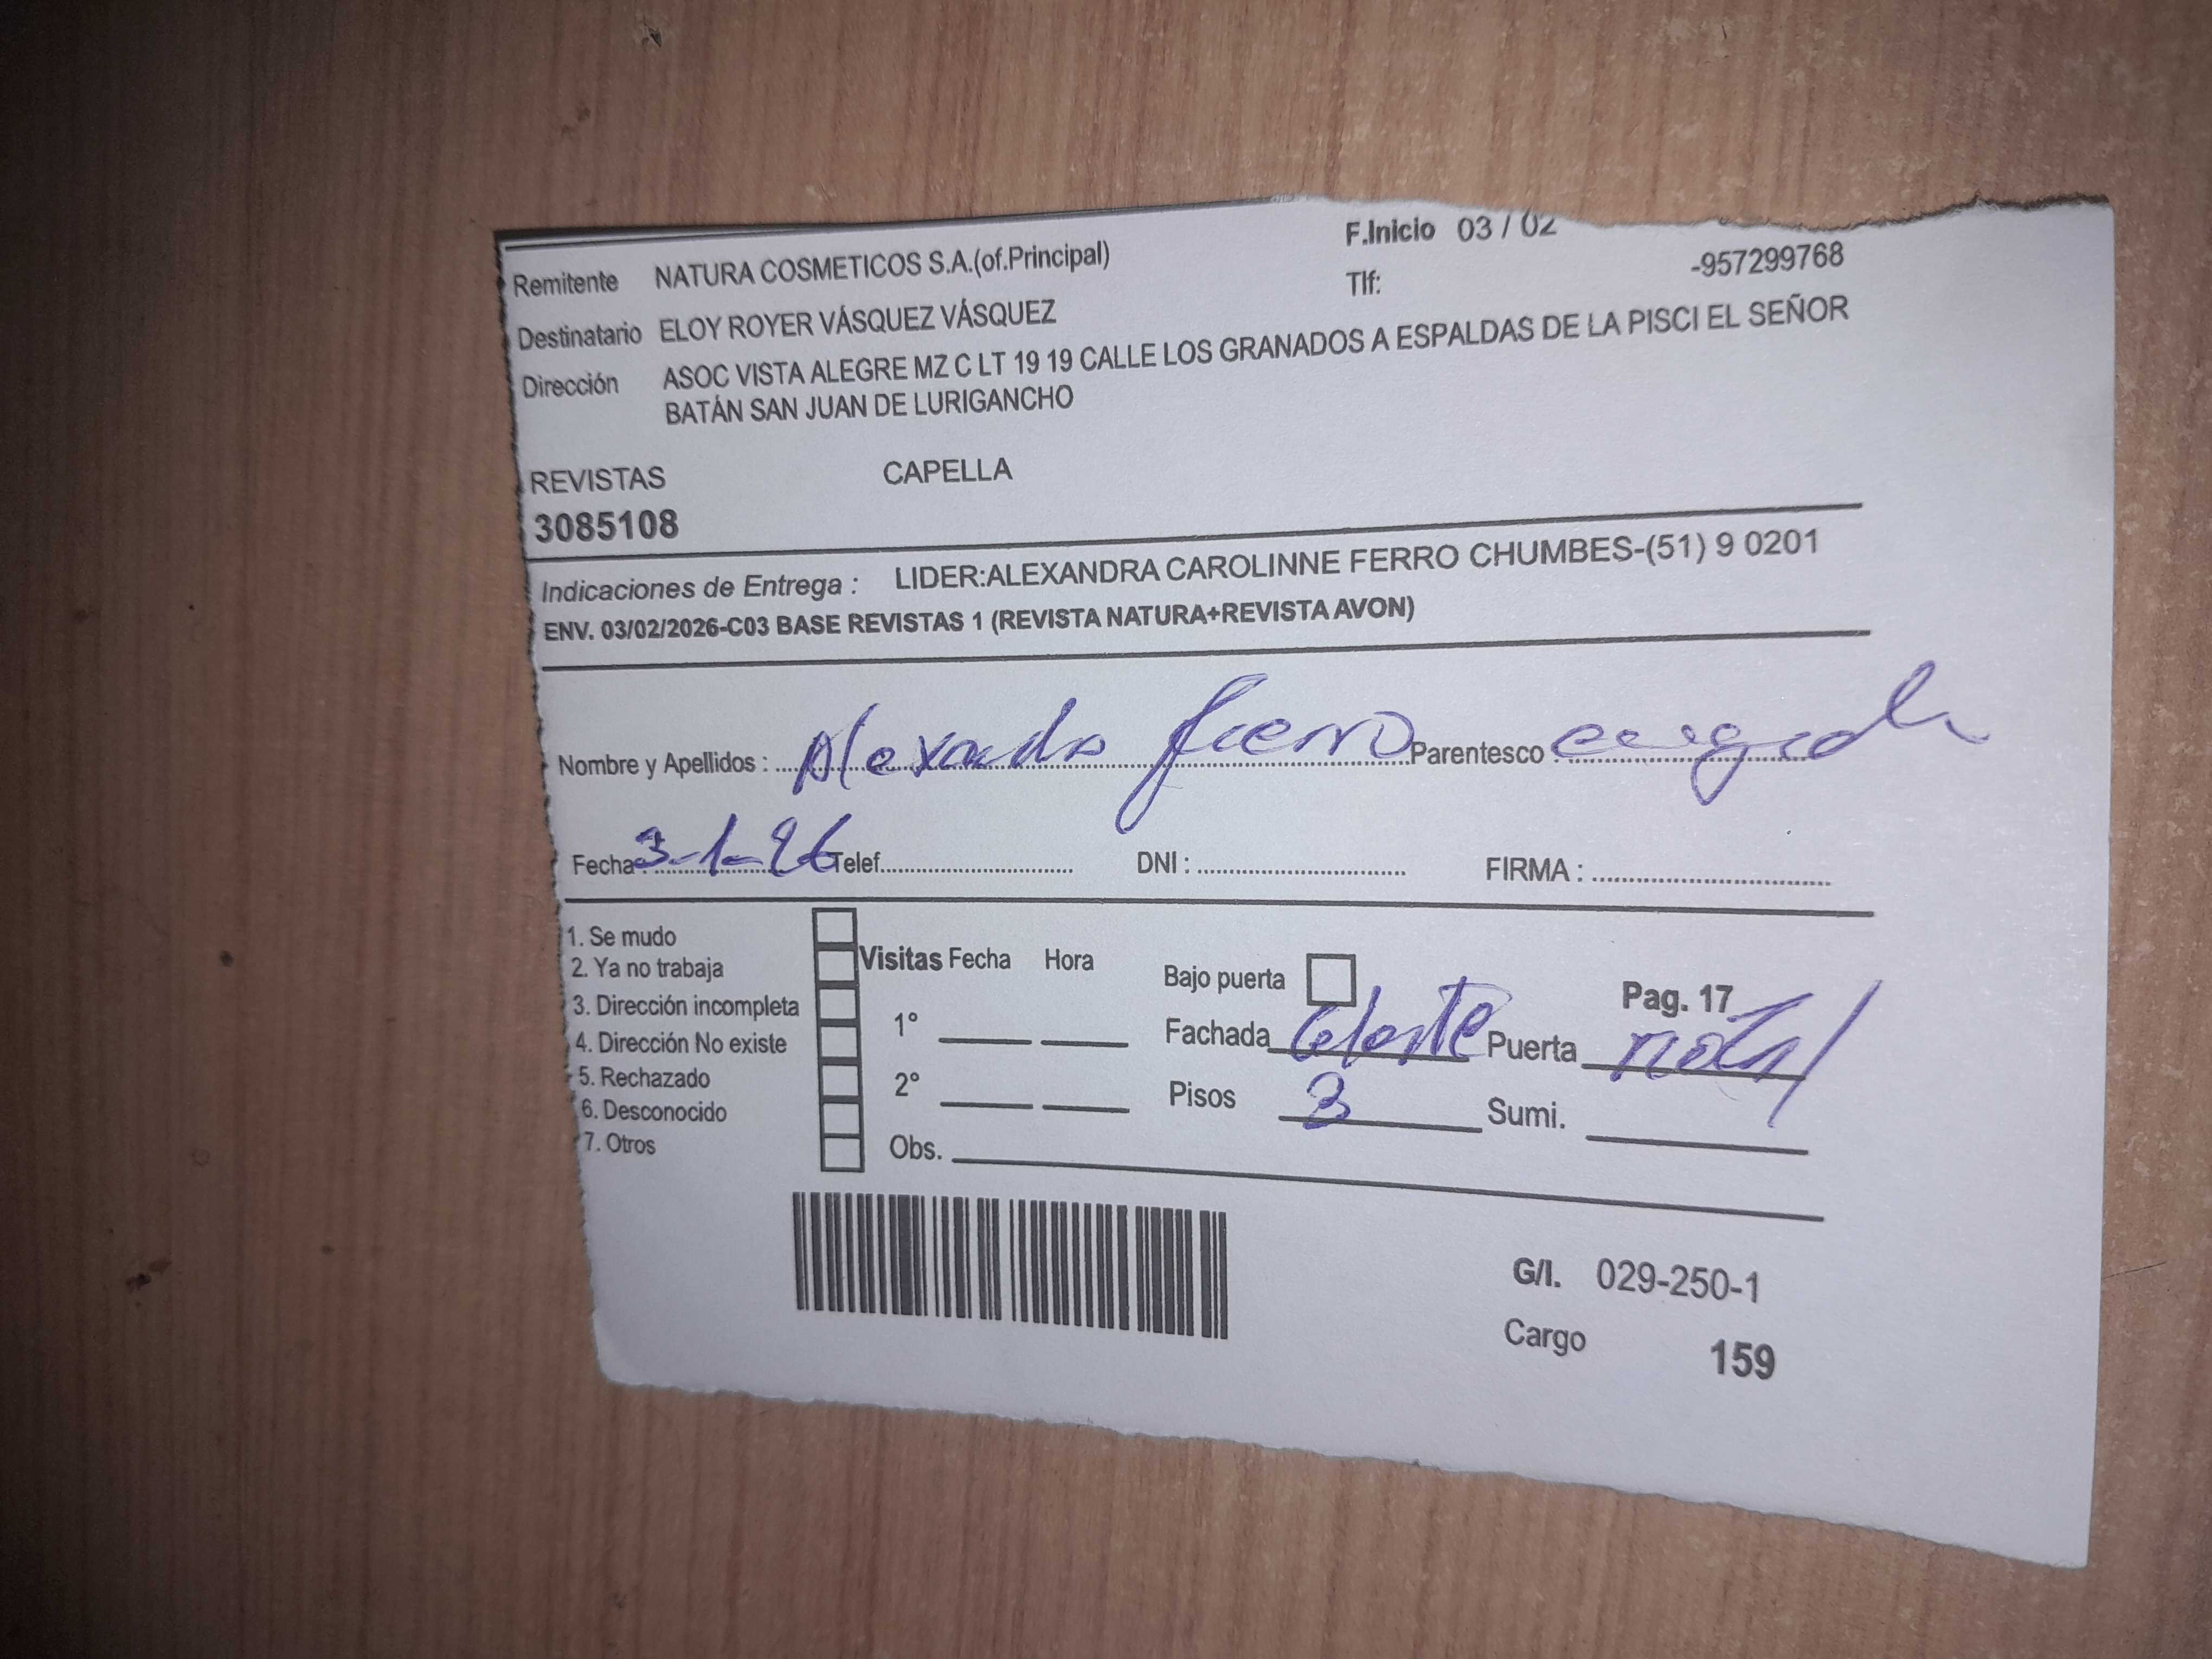 F.Inicio 03 / 02
Remitente NATURA COSMETICOS S.A.(of.Principal) Tlf: -957299768
Destinatario ELOY ROYER VÁSQUEZ VÁSQUEZ
Dirección ASOC VISTA ALEGRE MZ C LT 19 19 CALLE LOS GRANADOS A ESPALDAS DE LA PISCI EL SEÑOR
BATÁN SAN JUAN DE LURIGANCHO
REVISTAS CAPELLA
3085108
Indicaciones de Entrega : LIDER:ALEXANDRA CAROLINNE FERRO CHUMBES-(51) 9 0201
ENV. 03/02/2026-C03 BASE REVISTAS 1 (REVISTA NATURA+REVISTA AVON)
Nombre y Apellidos : Parentesco :
Fecha : 3-1-26 Telef. DNI : FIRMA :
1. Se mudo
2. Ya no trabaja
3. Dirección incompleta
4. Dirección No existe
5. Rechazado
6. Desconocido
7. Otros
Visitas Fecha Hora
1°
2°
Obs.
Bajo puerta Pag. 17
Fachada Celeste Puerta
Pisos 3 Sumi.
G/I. 029-250-1
Cargo 159